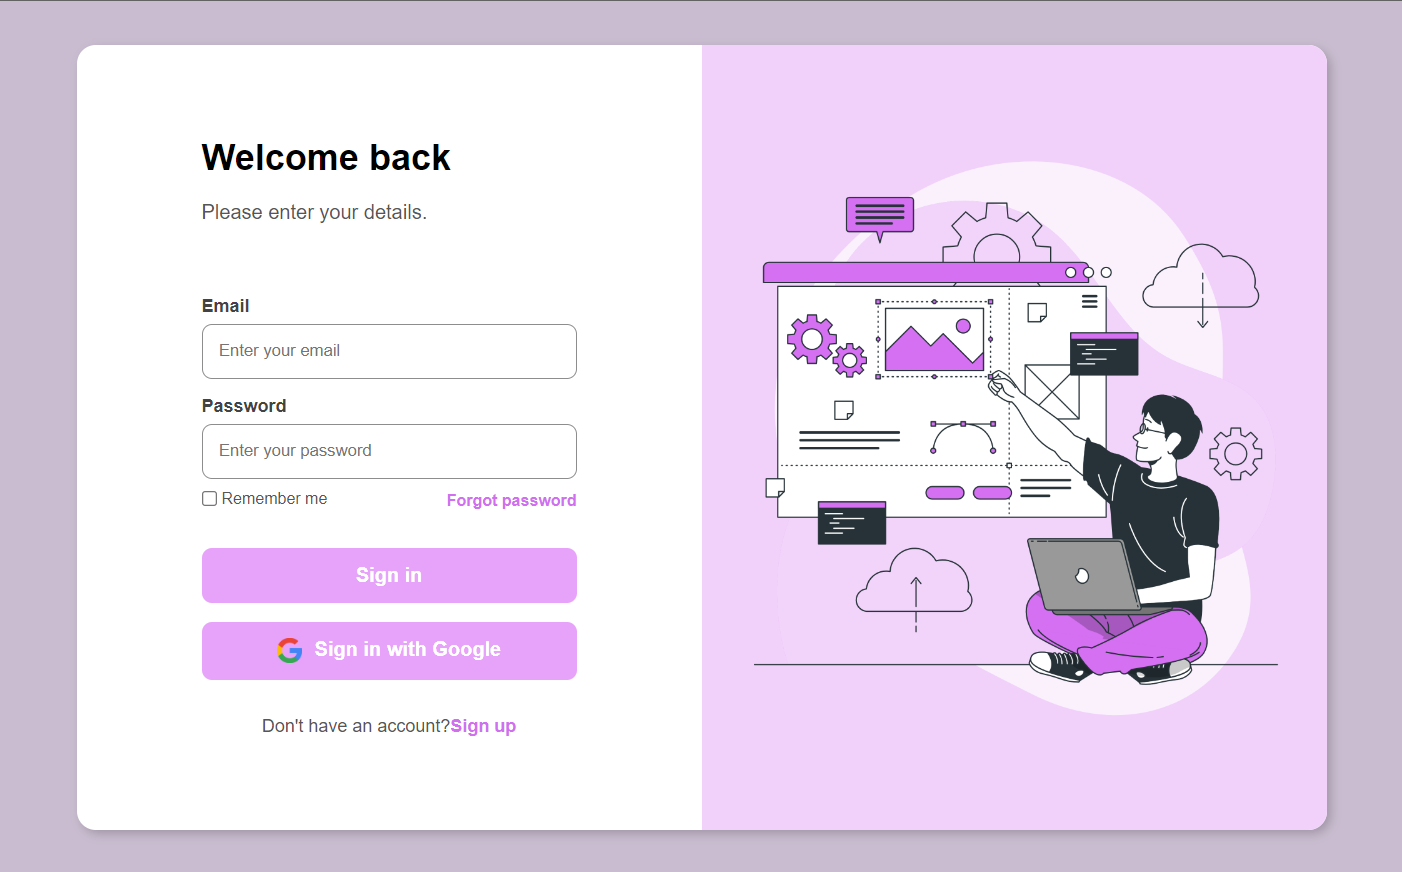 Welcome back
Please enter your details.
Email
Enter your email
Password
Enter your password
Remember me
Forgot password
Sign in
Sign in with Google
Don't have an account?Sign up